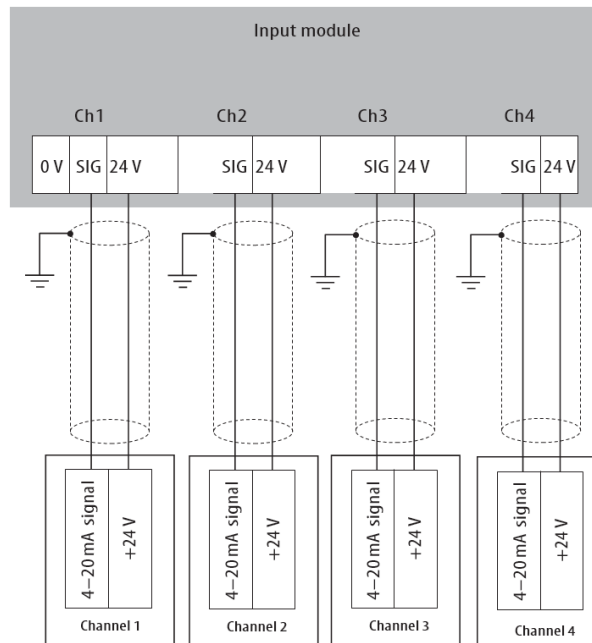 Input module
Ch1 Ch2 Ch3 Ch4
0 V SIG 24 V SIG 24 V SIG 24 V SIG 24 V
4–20 mA signal +24 V 4–20 mA signal +24 V 4–20 mA signal +24 V 4–20 mA signal +24 V
Channel 1 Channel 2 Channel 3 Channel 4